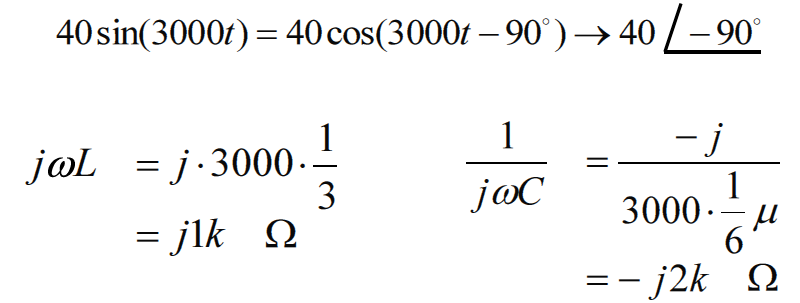 40 sin(3000t) = 40 cos(3000t − 90°) → 40 ∠−90°
jωL = j · 3000 · 1/3
= j1k Ω
1/jωC = −j / 3000 · 1/6 μ
= − j2k Ω